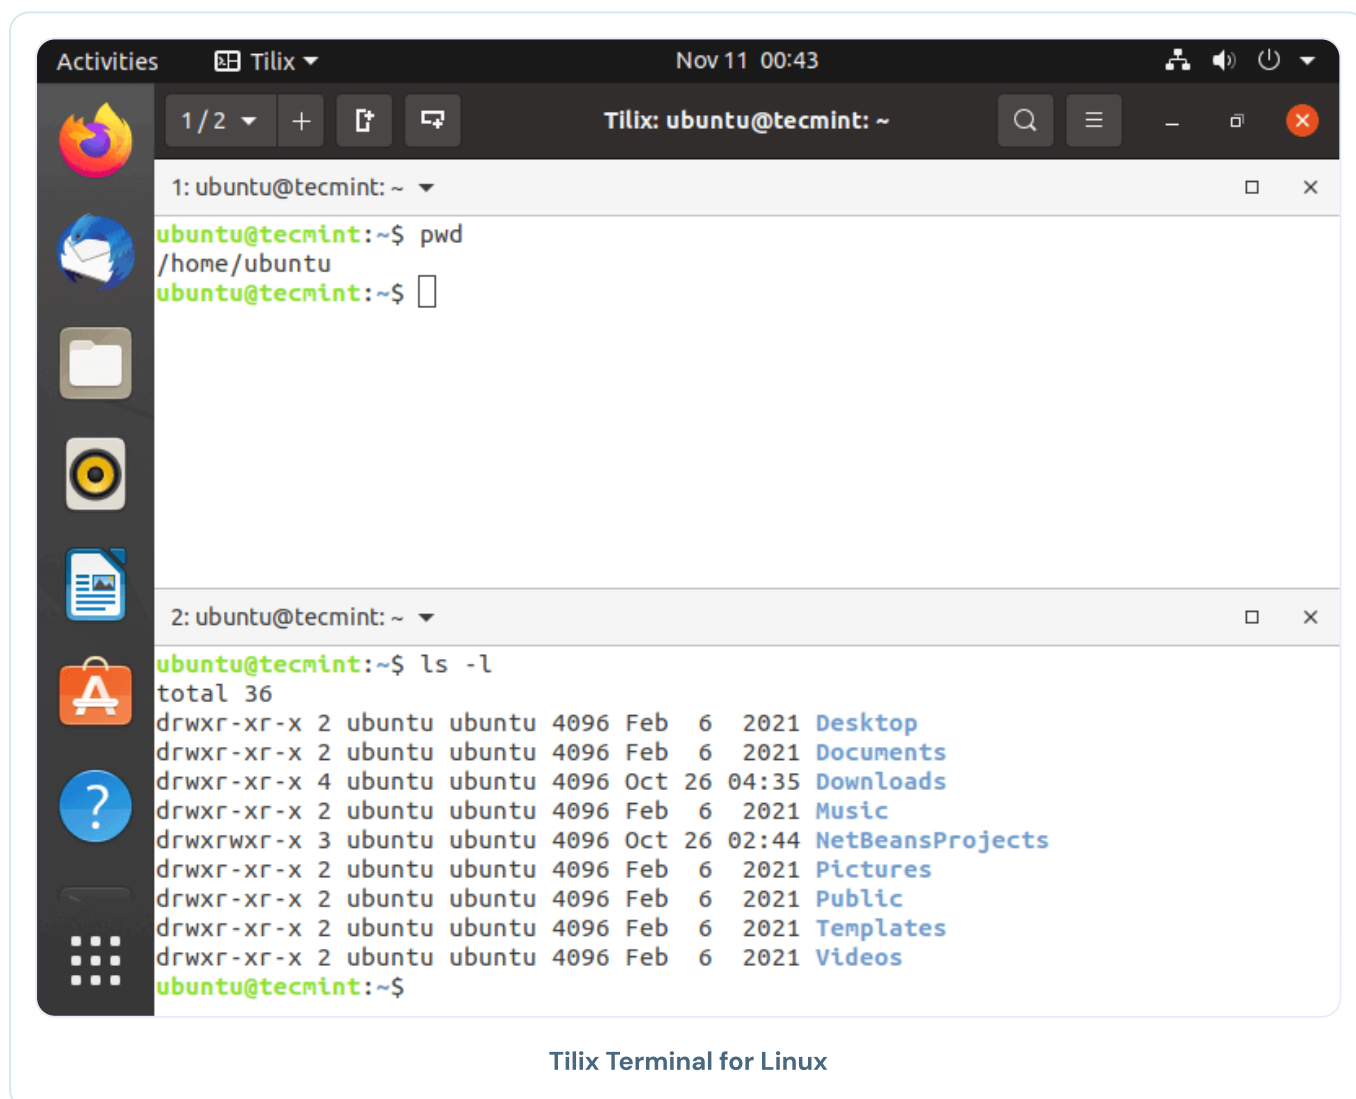 Activities Tilix Nov 11 00:43
1 / 2 Tilix: ubuntu@tecmint: ~
1: ubuntu@tecmint: ~
ubuntu@tecmint:~$ pwd
/home/ubuntu
ubuntu@tecmint:~$
2: ubuntu@tecmint: ~
ubuntu@tecmint:~$ ls -l
total 36
drwxr-xr-x 2 ubuntu ubuntu 4096 Feb  6  2021 Desktop
drwxr-xr-x 2 ubuntu ubuntu 4096 Feb  6  2021 Documents
drwxr-xr-x 4 ubuntu ubuntu 4096 Oct 26 04:35 Downloads
drwxr-xr-x 2 ubuntu ubuntu 4096 Feb  6  2021 Music
drwxrwxr-x 3 ubuntu ubuntu 4096 Oct 26 02:44 NetBeansProjects
drwxr-xr-x 2 ubuntu ubuntu 4096 Feb  6  2021 Pictures
drwxr-xr-x 2 ubuntu ubuntu 4096 Feb  6  2021 Public
drwxr-xr-x 2 ubuntu ubuntu 4096 Feb  6  2021 Templates
drwxr-xr-x 2 ubuntu ubuntu 4096 Feb  6  2021 Videos
ubuntu@tecmint:~$
Tilix Terminal for Linux